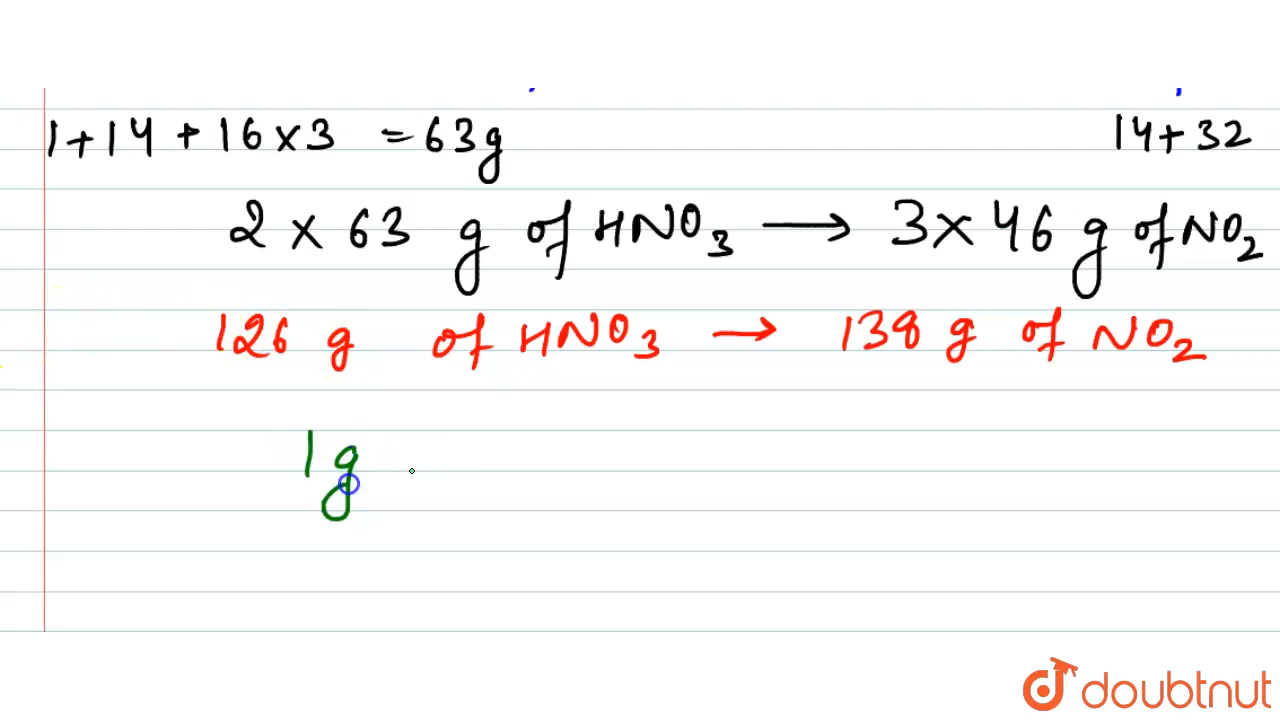 1+14 + 16×3 = 63g 14+32
2 × 63 g of HNO₃ → 3×46 g of NO₂
126 g of HNO₃ → 138 g of NO₂
1g
doubtnut